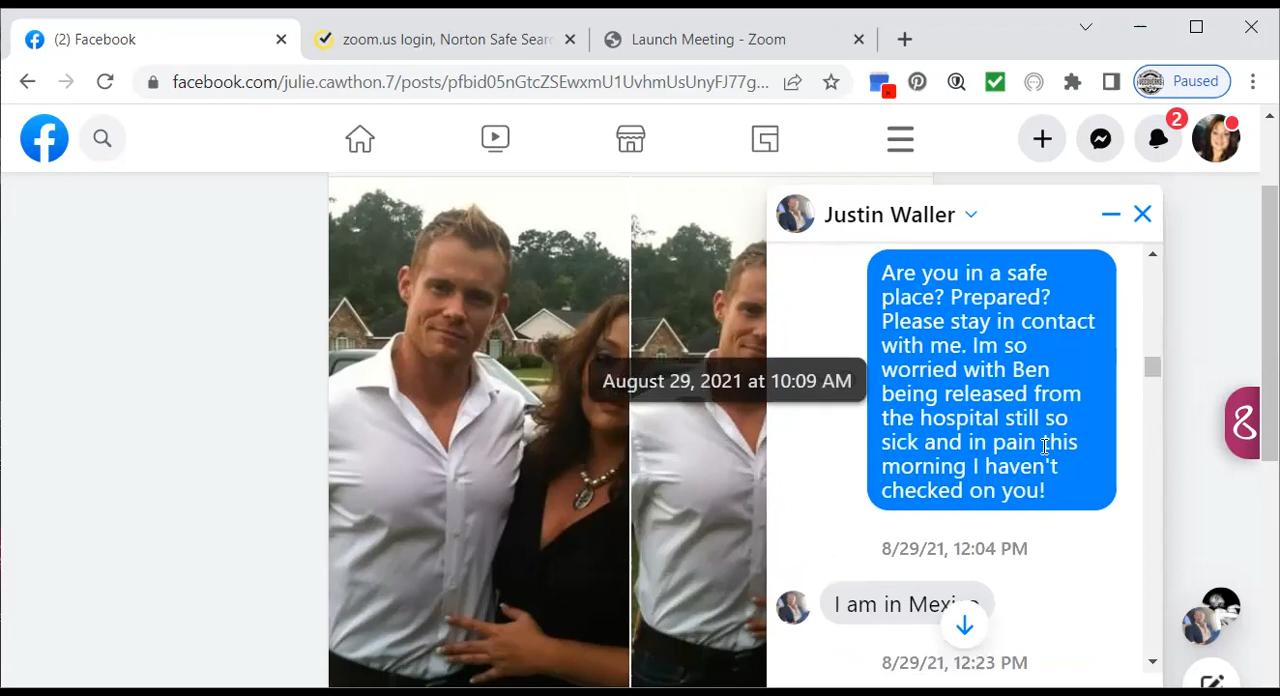 (2) Facebook
zoom.us login, Norton Safe Sear
Launch Meeting - Zoom
facebook.com/julie.cawthon.7/posts/pfbid05nGtcZSEwxmU1UvhmUsUnyFJ77g...
Paused
2
Justin Waller
Are you in a safe
place? Prepared?
Please stay in contact
with me. Im so
worried with Ben
being released from
the hospital still so
sick and in pain this
morning I haven't
checked on you!
August 29, 2021 at 10:09 AM
8/29/21, 12:04 PM
I am in
8/29/21, 12:23 PM